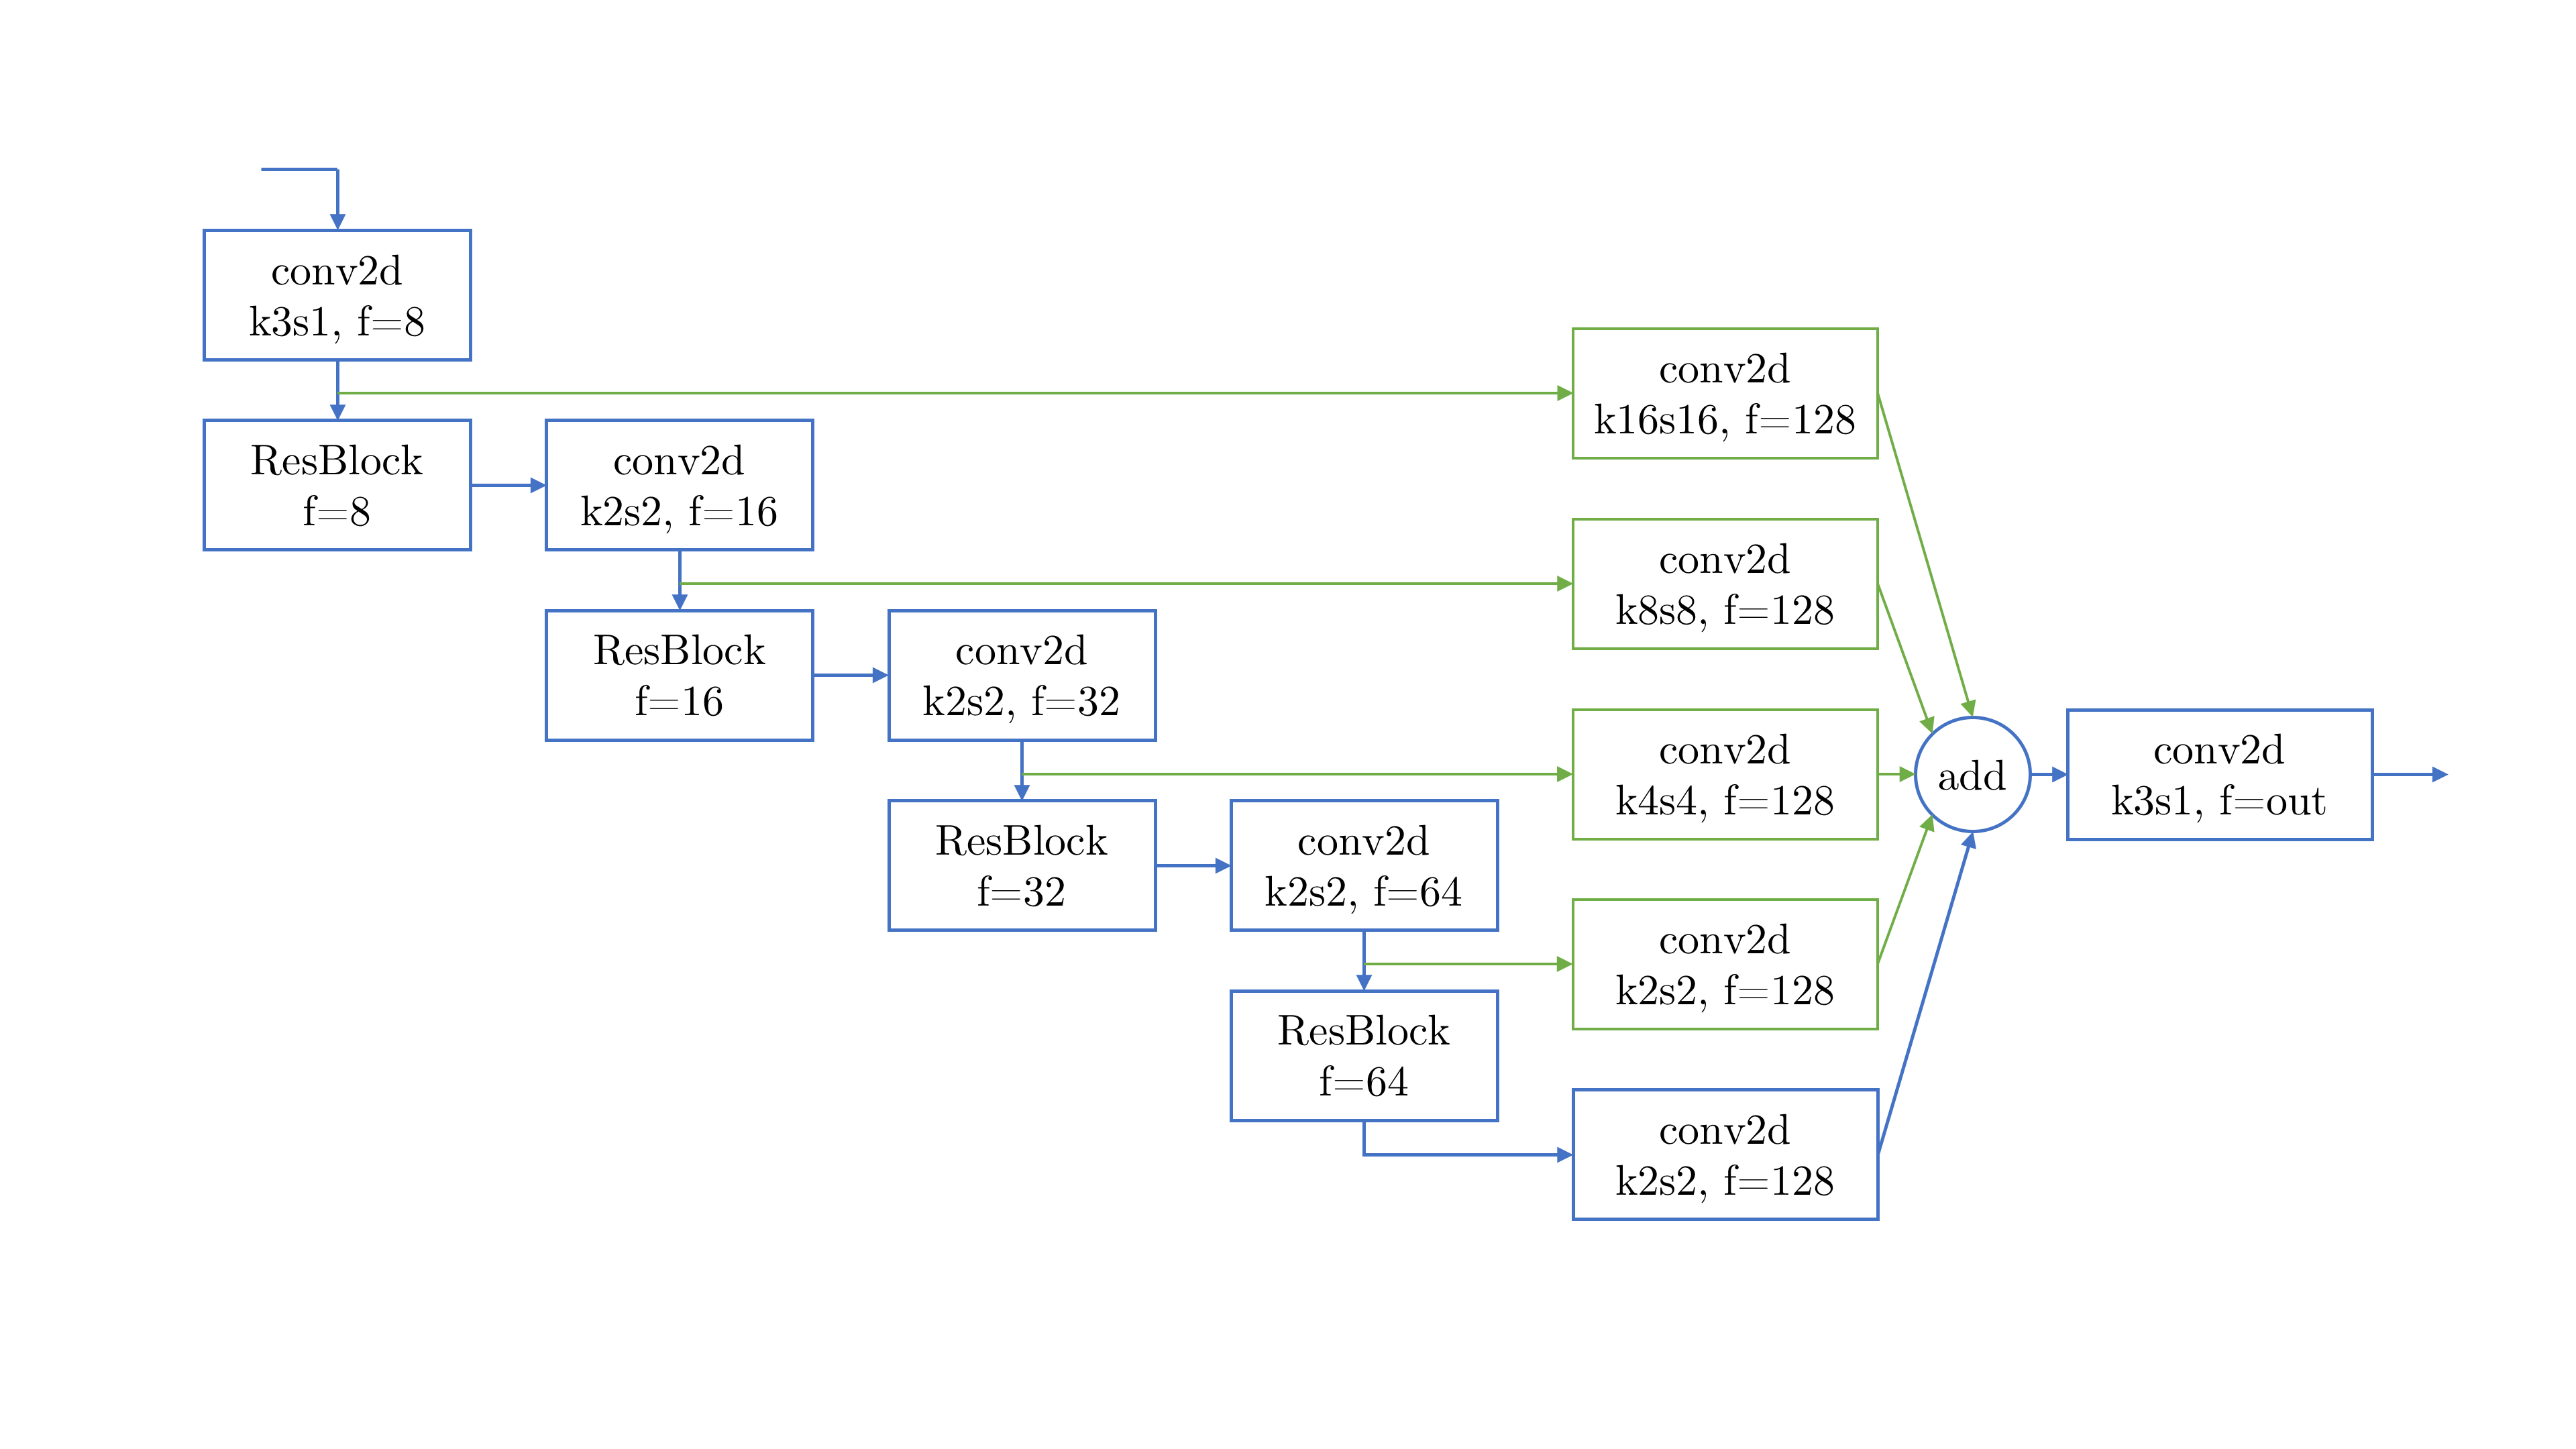 conv2d
k3s1, f=8
ResBlock
f=8
conv2d
k2s2, f=16
ResBlock
f=16
conv2d
k2s2, f=32
ResBlock
f=32
conv2d
k2s2, f=64
ResBlock
f=64
conv2d
k16s16, f=128
conv2d
k8s8, f=128
conv2d
k4s4, f=128
conv2d
k2s2, f=128
conv2d
k2s2, f=128
add
conv2d
k3s1, f=out